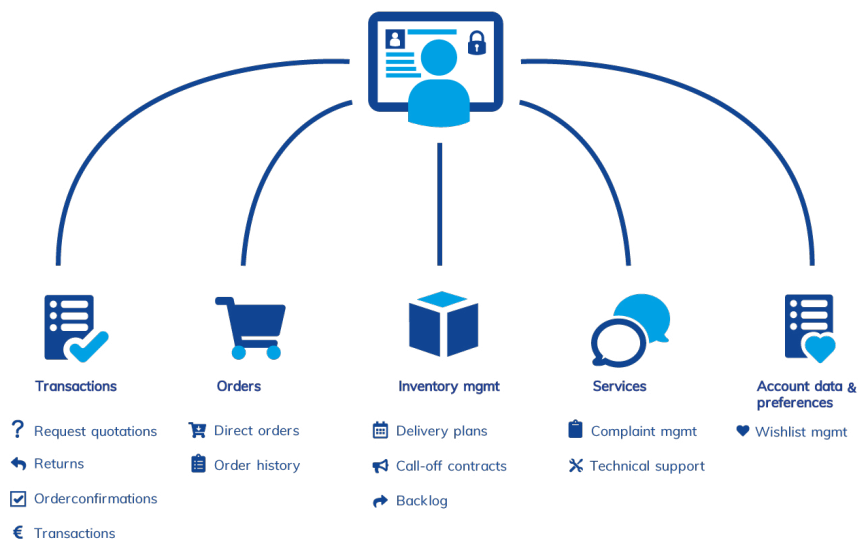 Transactions
Orders
Inventory mgmt
Services
Account data &
preferences
? Request quotations
Returns
Orderconfirmations
€ Transactions
Direct orders
Order history
Delivery plans
Call-off contracts
Backlog
Complaint mgmt
Technical support
Wishlist mgmt